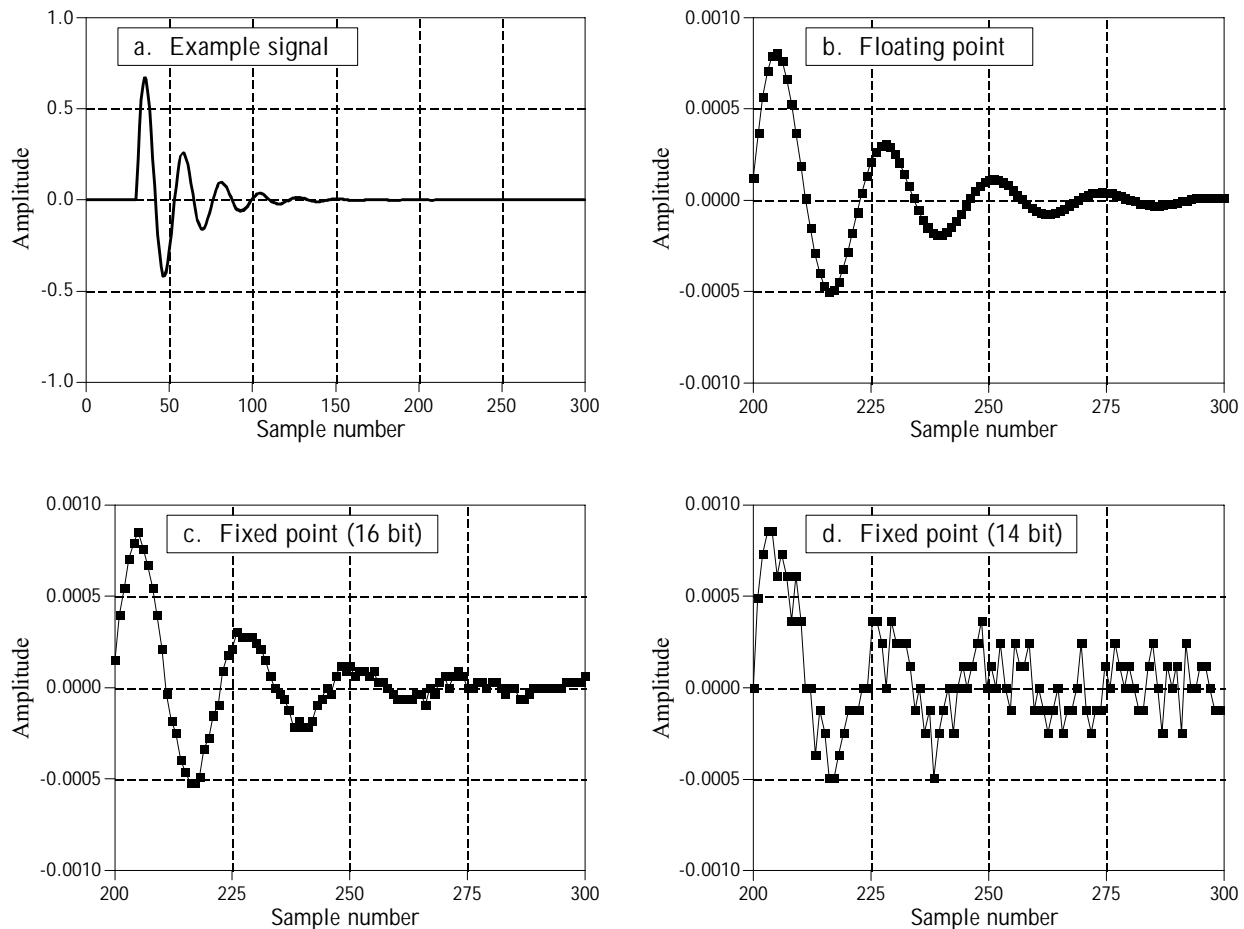 a. Example signal
Amplitude
1.0
0.5
0.0
-0.5
-1.0
0 50 100 150 200 250 300
Sample number
b. Floating point
Amplitude
0.0010
0.0005
0.0000
-0.0005
-0.0010
200 225 250 275 300
Sample number
c. Fixed point (16 bit)
Amplitude
0.0010
0.0005
0.0000
-0.0005
-0.0010
200 225 250 275 300
Sample number
d. Fixed point (14 bit)
Amplitude
0.0010
0.0005
0.0000
-0.0005
-0.0010
200 225 250 275 300
Sample number